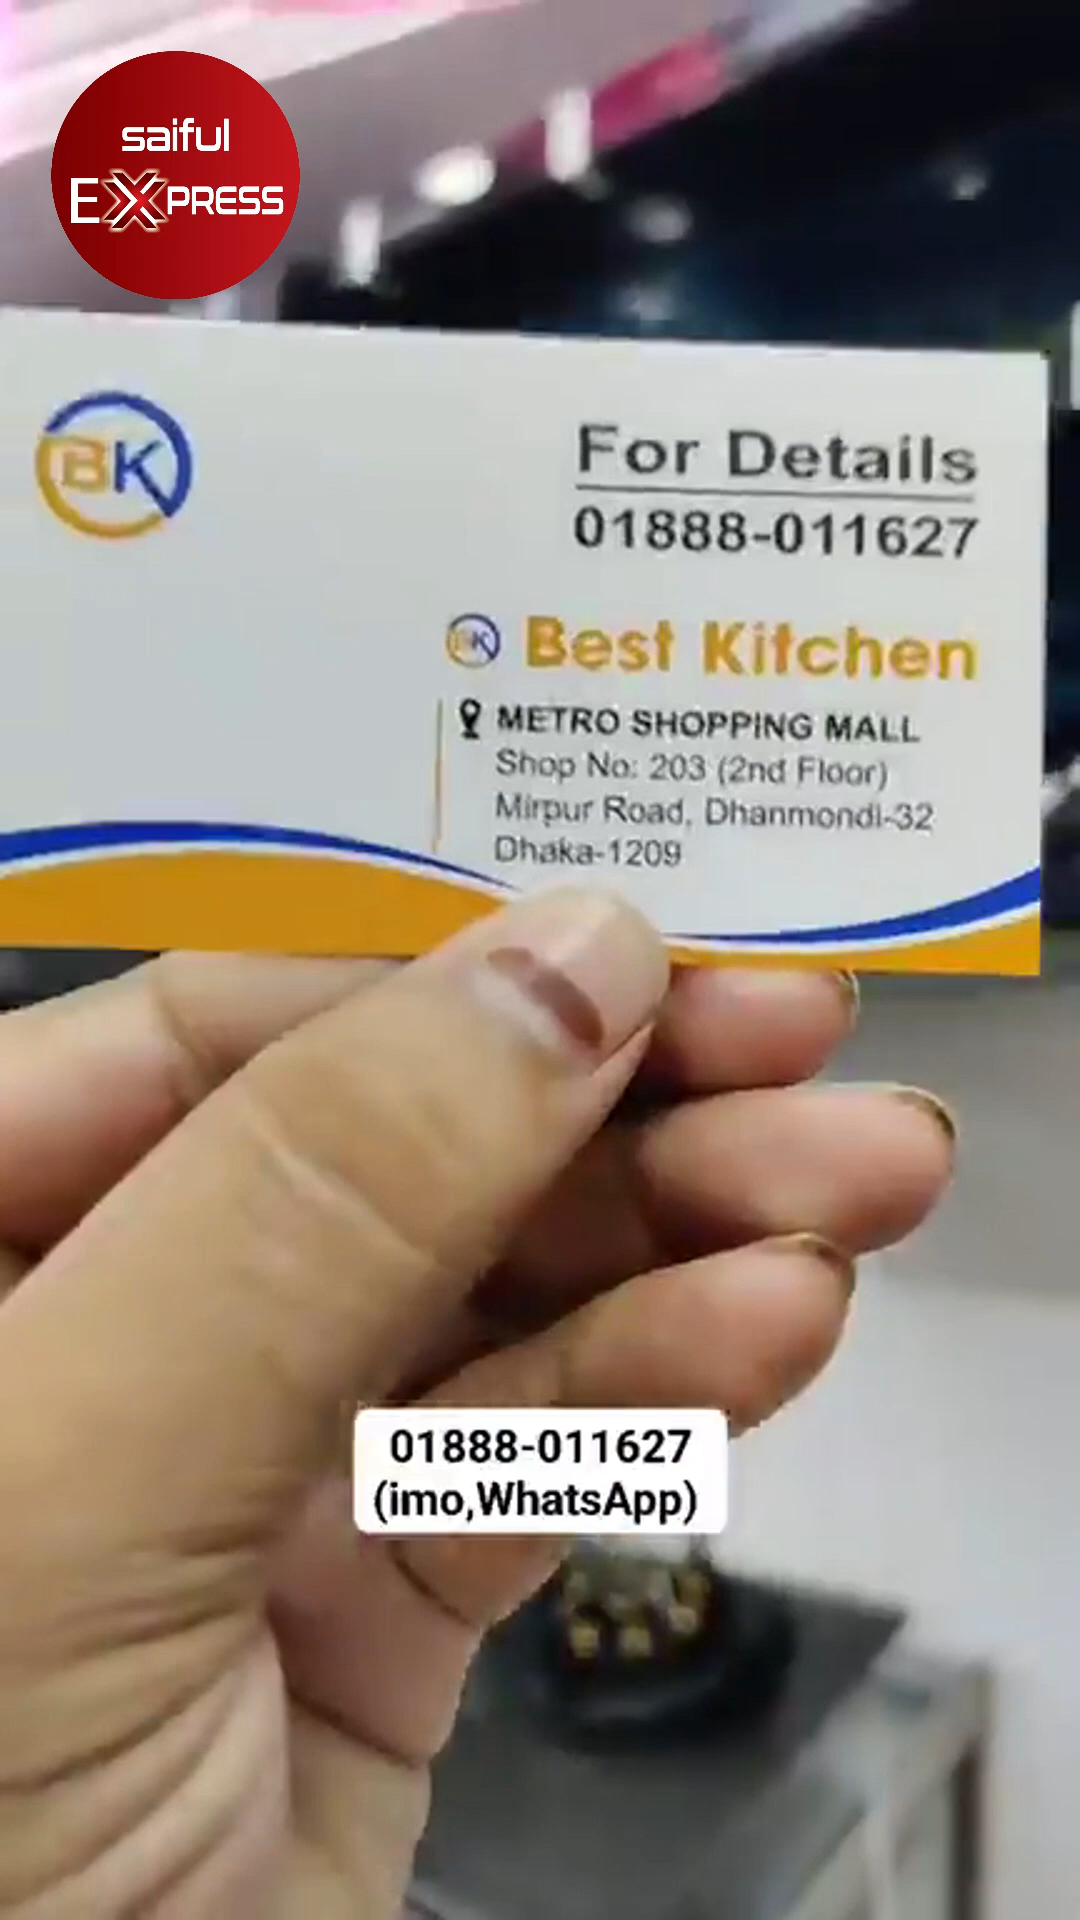 saiful
EXPRESS
BK
For Details
01888-011627
BK Best Kitchen
METRO SHOPPING MALL
Shop No: 203 (2nd Floor)
Mirpur Road, Dhanmondi-32
Dhaka-1209
01888-011627
(imo,WhatsApp)